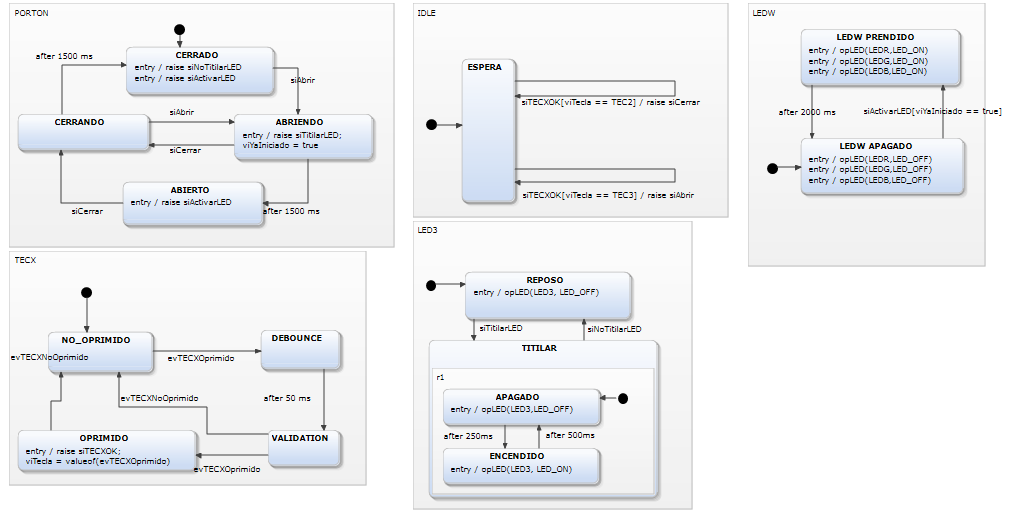 PORTON
after 1500 ms
CERRADO
entry / raise siNoTitilarLED
entry / raise siActivarLED
siAbrir
CERRANDO
siAbrir
siCerrar
ABRIENDO
entry / raise siTitilarLED;
viYaIniciado = true
ABIERTO
entry / raise siActivarLED
siCerrar
after 1500 ms
IDLE
ESPERA
siTECXOK[viTecla == TEC2] / raise siCerrar
siTECXOK[viTecla == TEC3] / raise siAbrir
LEDW
LEDW PRENDIDO
entry / opLED(LEDR,LED_ON)
entry / opLED(LEDG,LED_ON)
entry / opLED(LEDB,LED_ON)
after 2000 ms
siActivarLED[viYaIniciado == true]
LEDW APAGADO
entry / opLED(LEDR,LED_OFF)
entry / opLED(LEDG,LED_OFF)
entry / opLED(LEDB,LED_OFF)
TECX
NO_OPRIMIDO
evTECXNoOprimido
evTECXOprimido
DEBOUNCE
after 50 ms
evTECXNoOprimido
OPRIMIDO
entry / raise siTECXOK;
viTecla = valueof(evTECXOprimido)
VALIDATION
evTECXOprimido
LED3
REPOSO
entry / opLED(LED3, LED_OFF)
siTitilarLED
siNoTitilarLED
TITILAR
r1
APAGADO
entry / opLED(LED3,LED_OFF)
after 250ms
after 500ms
ENCENDIDO
entry / opLED(LED3, LED_ON)